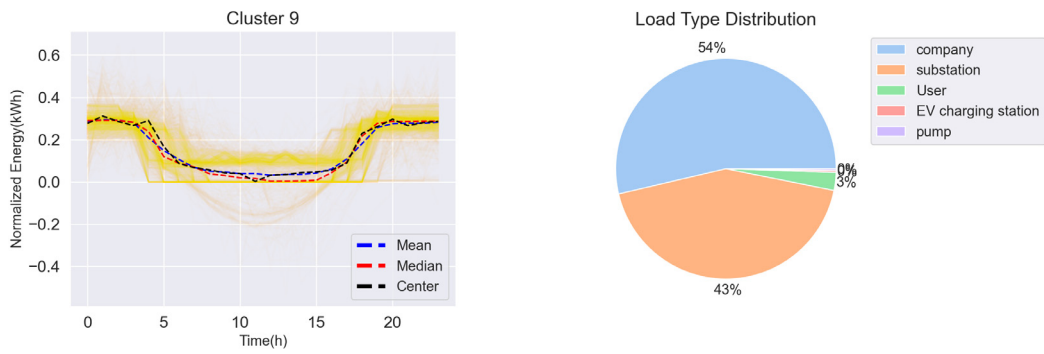 Cluster 9
Normalized Energy(kWh)
0.6
0.4
0.2
0.0
−0.2
−0.4
0
5
10
15
20
Time(h)
Mean
Median
Center
Load Type Distribution
54%
43%
3%
0%
0%
company
substation
User
EV charging station
pump